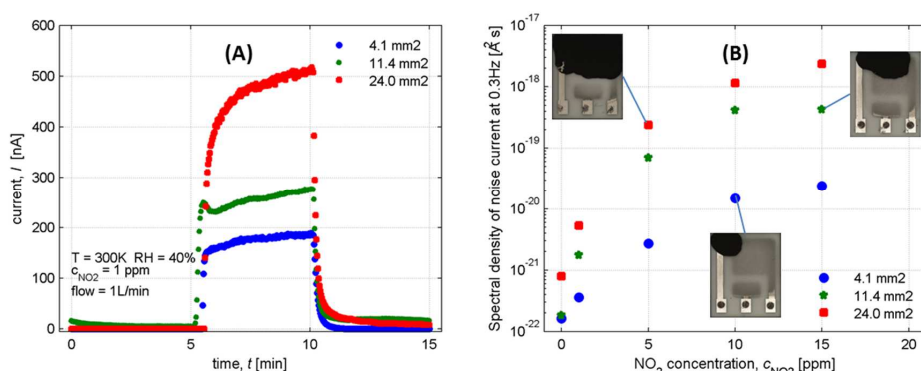 (A)
4.1 mm2
11.4 mm2
24.0 mm2
500
400
300
200
100
0
current, I [nA]
T = 300K RH = 40%
cNO2 = 1 ppm
flow = 1L/min
0
5
10
15
time, t [min]
(B)
10-17
10-18
10-19
10-20
10-21
10-22
Spectral density of noise current at 0.3Hz [A2 s]
4.1 mm2
11.4 mm2
24.0 mm2
0
5
10
15
20
NO2 concentration, cNO2 [ppm]